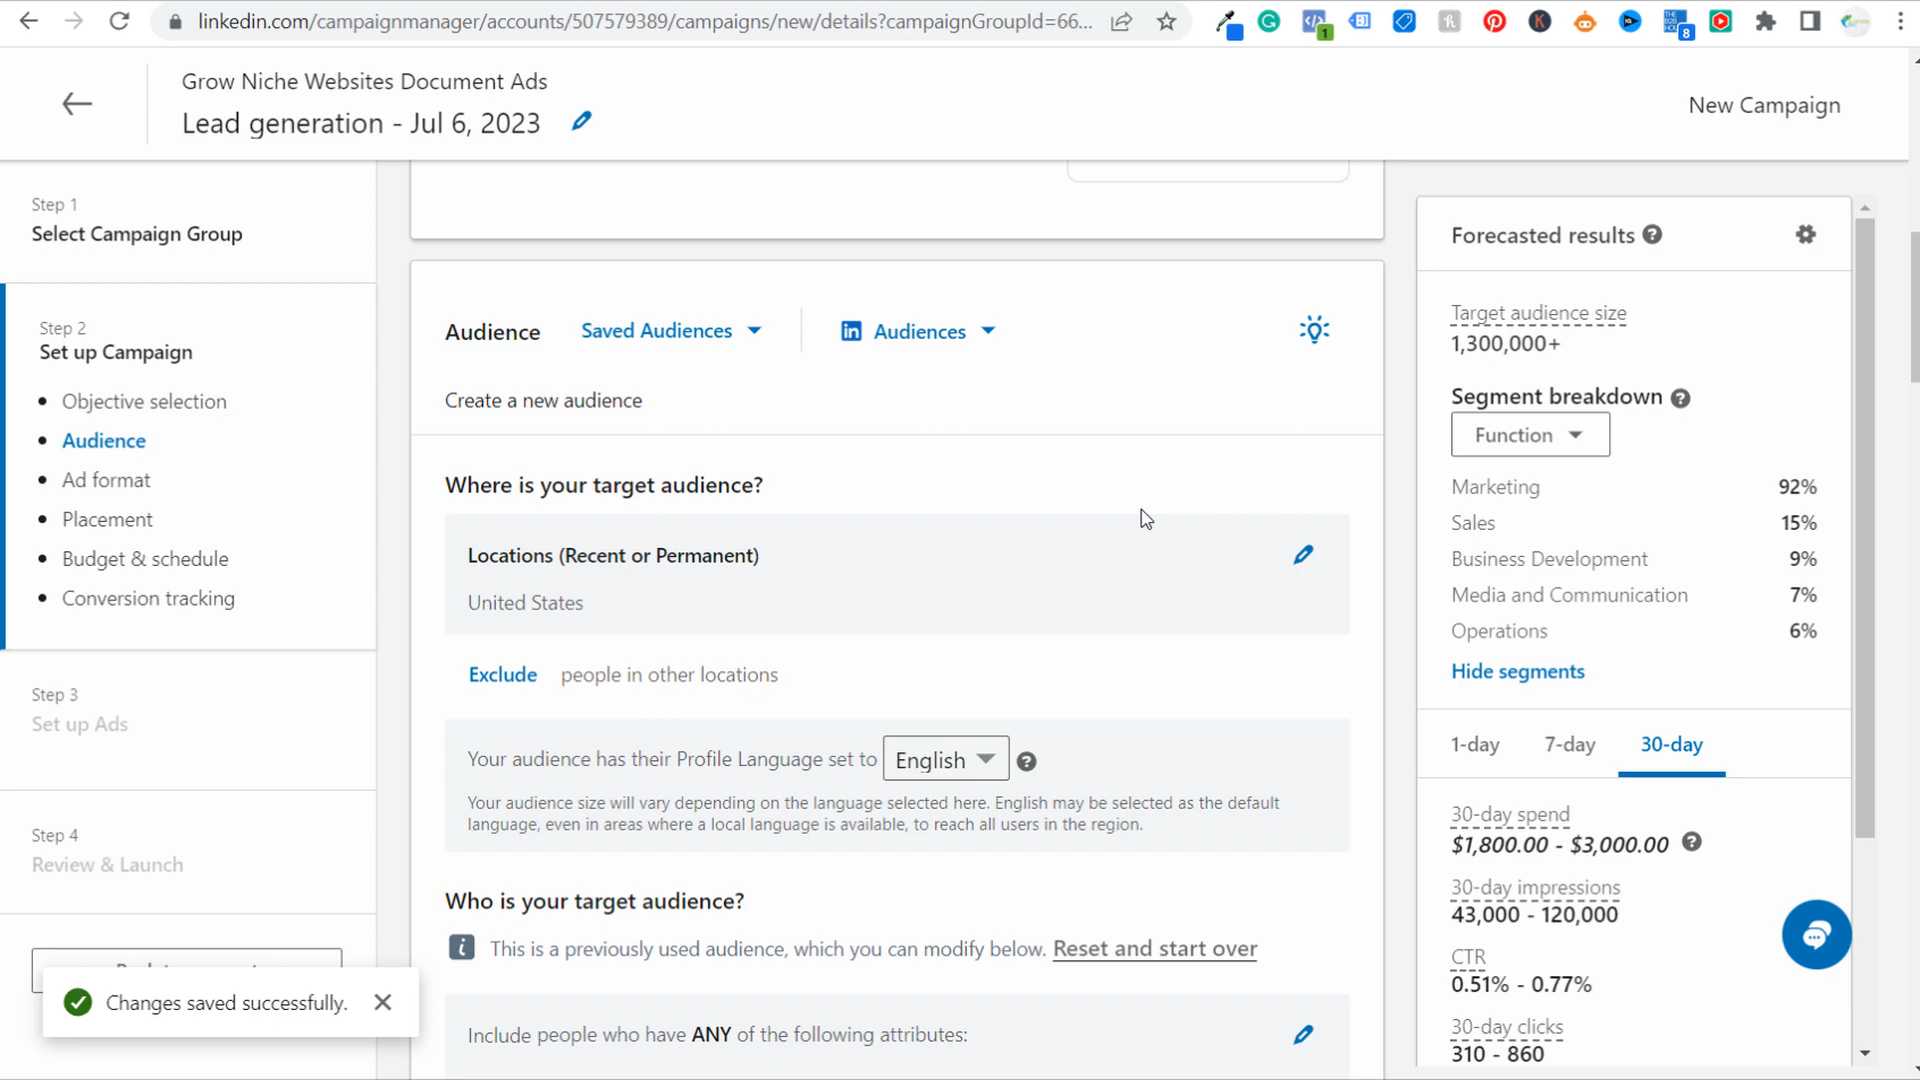 linkedin.com/campaignmanager/accounts/507579389/campaigns/new/details?campaignGroupId=66...
1
8
Grow Niche Websites Document Ads
Lead generation - Jul 6, 2023
New Campaign
Step 1
Select Campaign Group
Step 2
Set up Campaign
Objective selection
Audience
Ad format
Placement
Budget & schedule
Conversion tracking
Step 3
Set up Ads
Step 4
Review & Launch
Changes saved successfully.
Audience
Saved Audiences
in Audiences
Create a new audience
Where is your target audience?
Locations (Recent or Permanent)
United States
Exclude people in other locations
Your audience has their Profile Language set to English
Your audience size will vary depending on the language selected here. English may be selected as the default
language, even in areas where a local language is available, to reach all users in the region.
Who is your target audience?
This is a previously used audience, which you can modify below. Reset and start over
Include people who have ANY of the following attributes:
Forecasted results
Target audience size
1,300,000+
Segment breakdown
Function
Marketing 92%
Sales 15%
Business Development 9%
Media and Communication 7%
Operations 6%
Hide segments
1-day 7-day 30-day
30-day spend
$1,800.00 - $3,000.00
30-day impressions
43,000 - 120,000
CTR
0.51% - 0.77%
30-day clicks
310 - 860